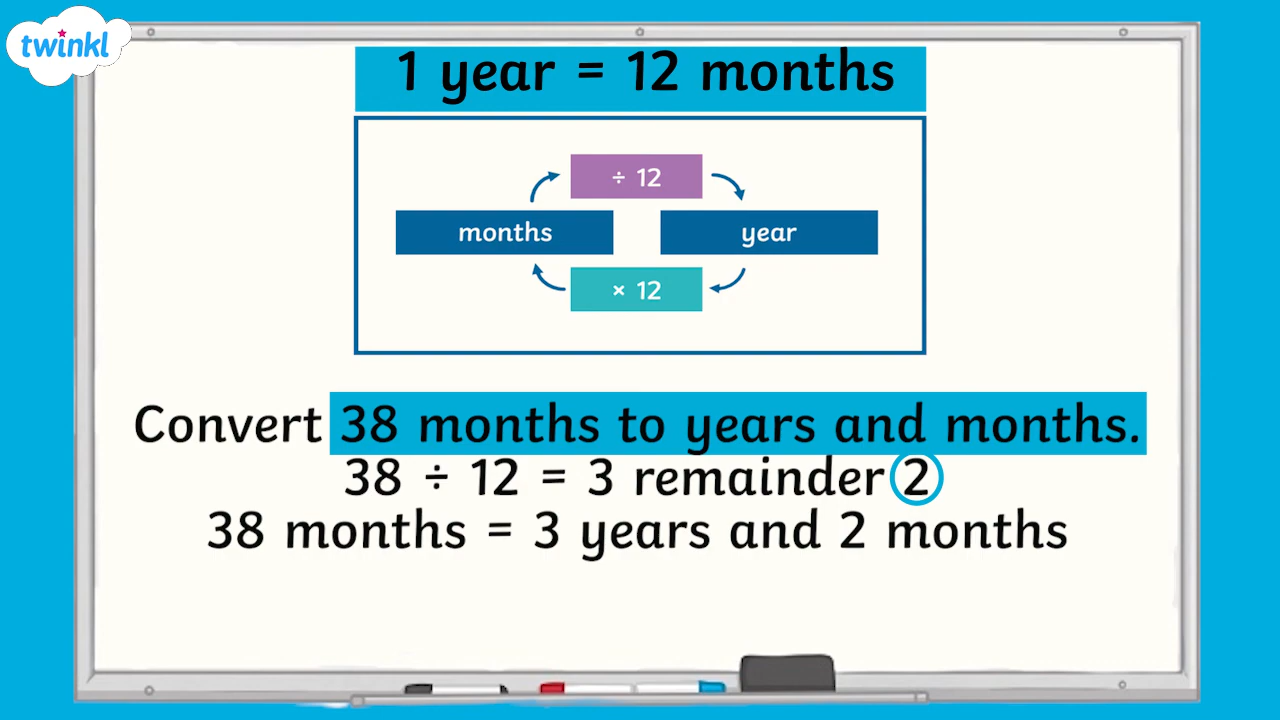 twinkl
1 year = 12 months
÷ 12
months year
× 12
Convert 38 months to years and months.
38 ÷ 12 = 3 remainder 2
38 months = 3 years and 2 months